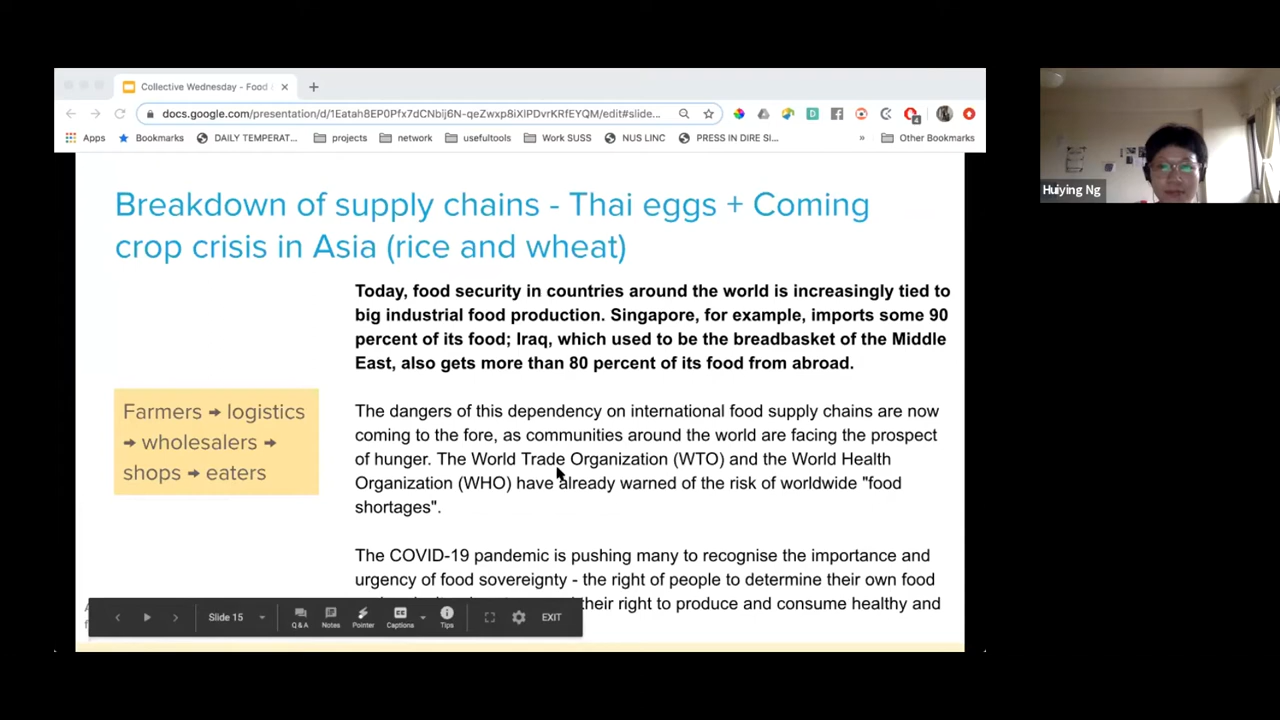 Collective Wednesday - Food
docs.google.com/presentation/d/1Eatah8EP0Pfx7dCNbij6N-qeZwxp8iXlPDvrKRfEYQM/edit#slide...
4
Apps
Bookmarks
DAILY TEMPERAT...
projects
network
usefultools
Work SUSS
NUS LINC
PRESS IN DIRE SI...
»
Other Bookmarks
Huiying Ng
Breakdown of supply chains - Thai eggs + Coming
crop crisis in Asia (rice and wheat)
Today, food security in countries around the world is increasingly tied to
big industrial food production. Singapore, for example, imports some 90
percent of its food; Iraq, which used to be the breadbasket of the Middle
East, also gets more than 80 percent of its food from abroad.
Farmers → logistics
→ wholesalers →
shops → eaters
The dangers of this dependency on international food supply chains are now
coming to the fore, as communities around the world are facing the prospect
of hunger. The World Trade Organization (WTO) and the World Health
Organization (WHO) have already warned of the risk of worldwide "food
shortages".
The COVID-19 pandemic is pushing many to recognise the importance and
urgency of food sovereignty - the right of people to determine their own food
their right to produce and consume healthy and
Slide 15
Q&A
Notes
Pointer
Captions
Tips
EXIT